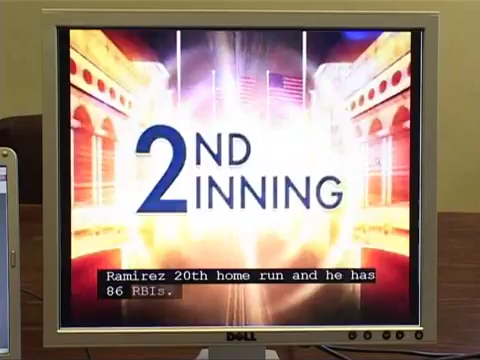 2ND
INNING
Ramirez 20th home run and he has
86 RBIs.
DELL